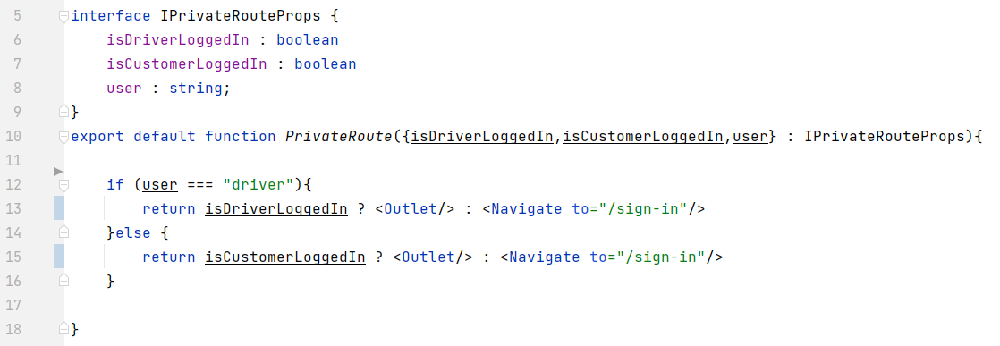 5 interface IPrivateRouteProps {
6     isDriverLoggedIn : boolean
7     isCustomerLoggedIn : boolean
8     user : string;
9 }
10 export default function PrivateRoute({isDriverLoggedIn,isCustomerLoggedIn,user} : IPrivateRouteProps){
11
12     if (user === "driver"){
13         return isDriverLoggedIn ? <Outlet/> : <Navigate to="/sign-in"/>
14     }else {
15         return isCustomerLoggedIn ? <Outlet/> : <Navigate to="/sign-in"/>
16     }
17
18 }